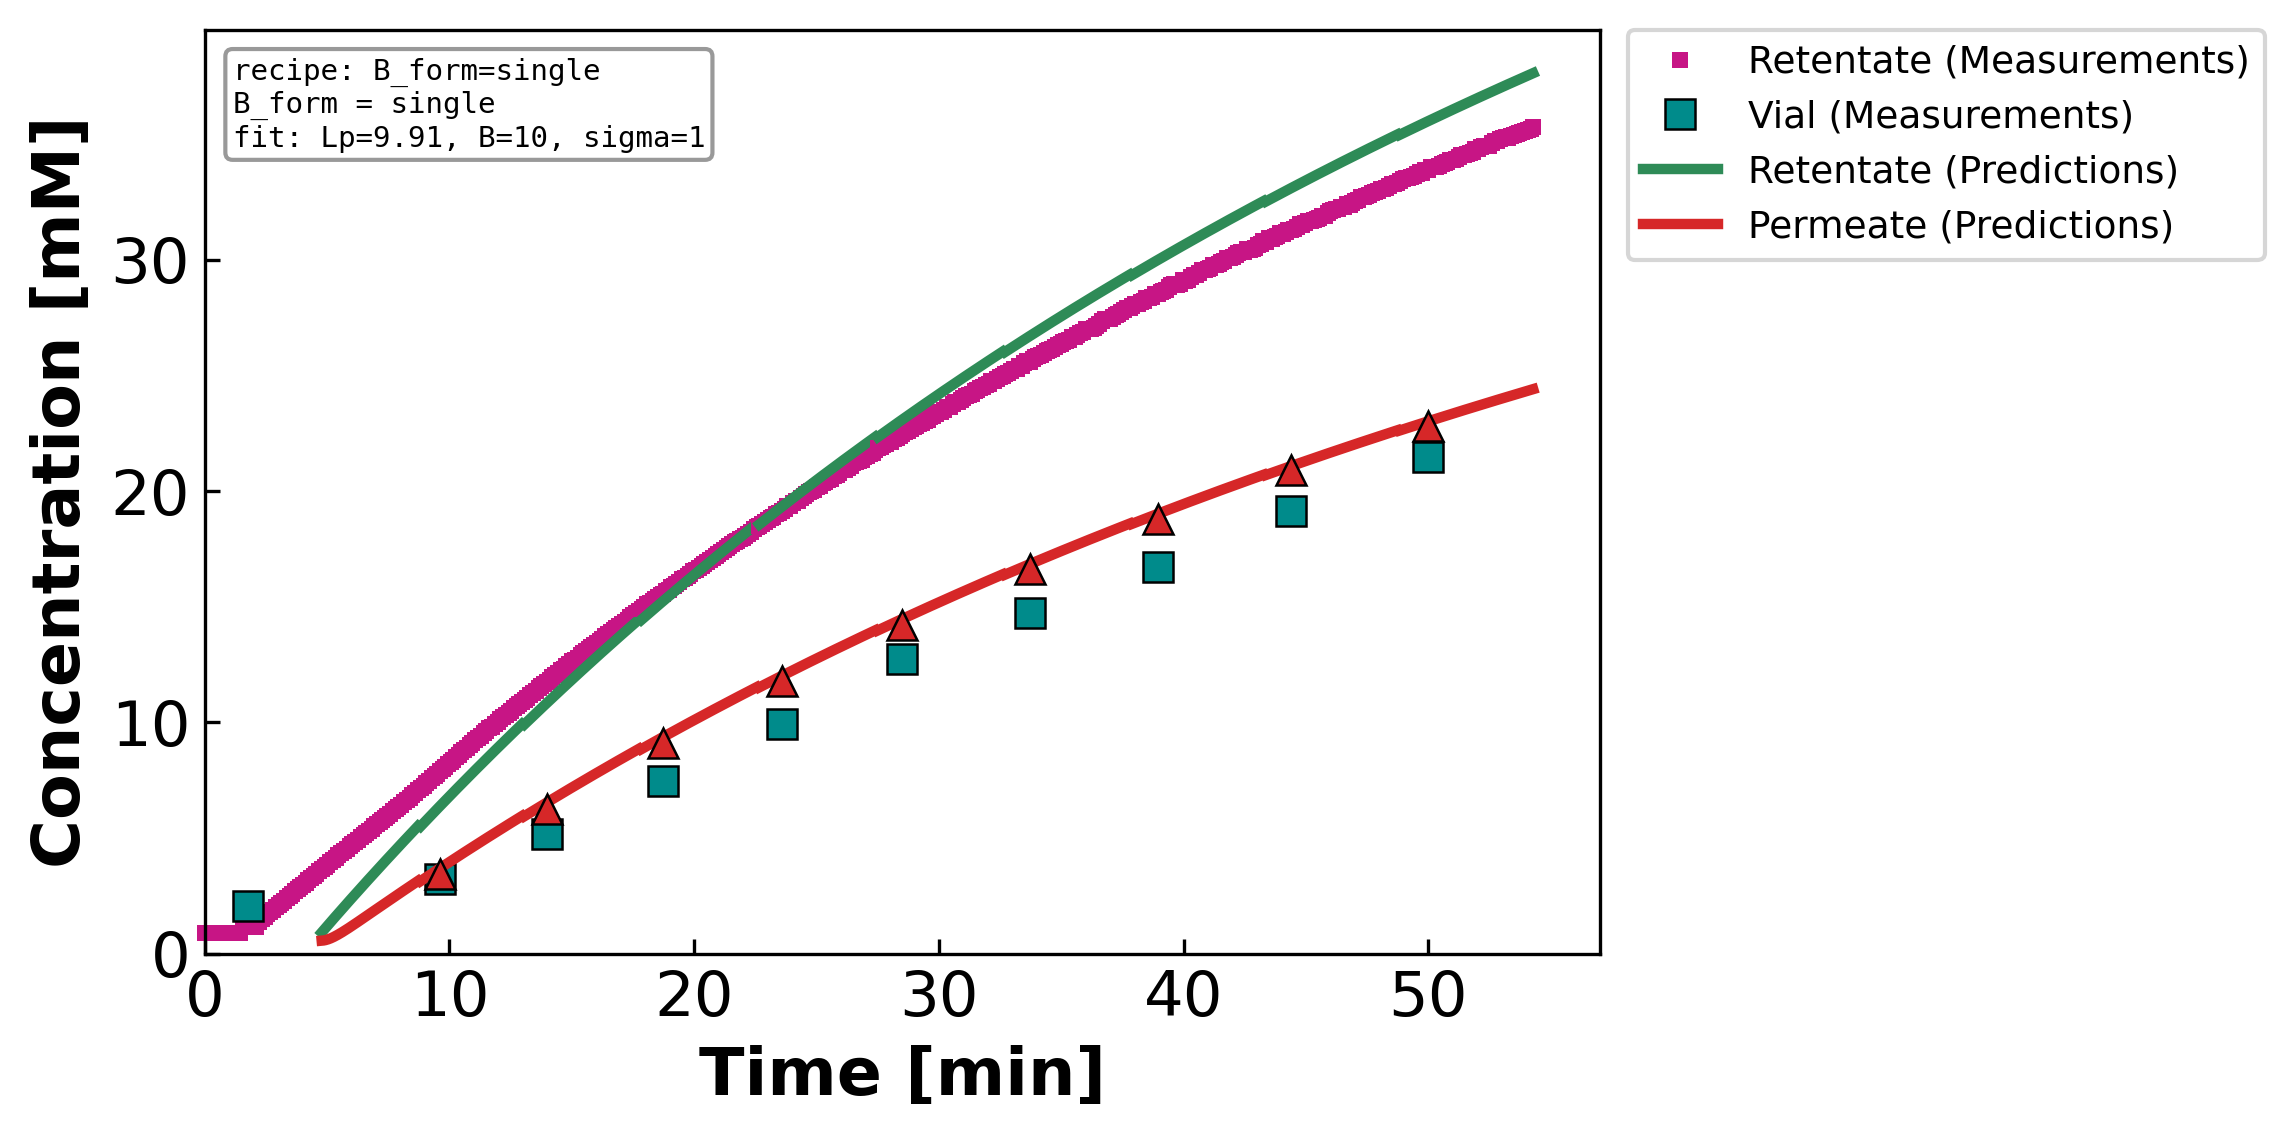 recipe: B_form=single
B_form = single
fit: Lp=9.91, B=10, sigma=1
Retentate (Measurements)
Vial (Measurements)
Retentate (Predictions)
Permeate (Predictions)
Concentration [mM]
30
20
10
0
0 10 20 30 40 50
Time [min]